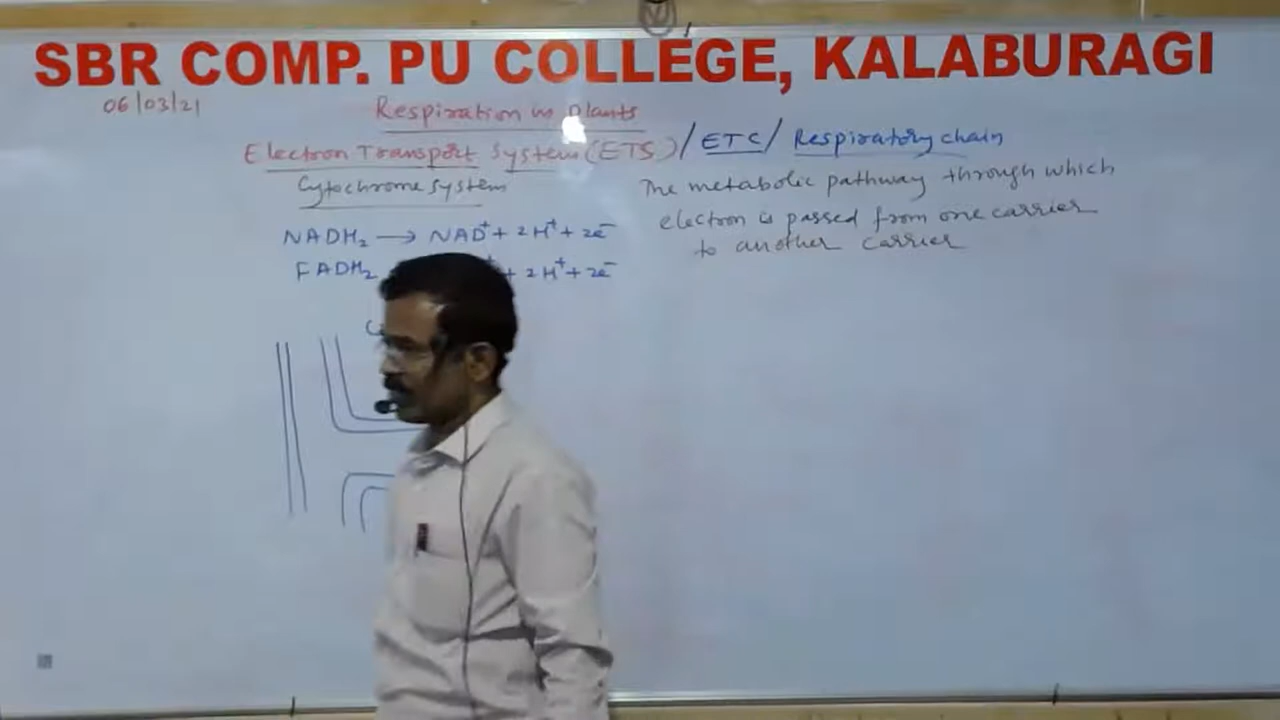 SBR COMP. PU COLLEGE, KALABURAGI
06/03/21
Respiration in Plants
Electron Transport System (ETS) / ETC / Respiratory chain
Cytochrome System
The metabolic pathway through which
electron is passed from one carrier
to another carrier
NADH₂ → NAD⁺ + 2H⁺ + 2e⁻
FADH₂ + 2H⁺ + 2e⁻